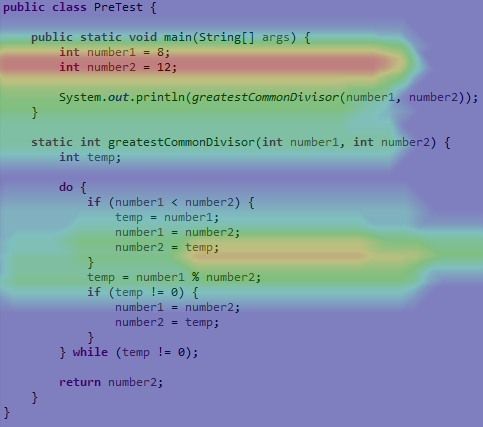 public class PreTest {
public static void main(String[] args) {
int number1 = 8;
int number2 = 12;
System.out.println(greatestCommonDivisor(number1, number2));
}
static int greatestCommonDivisor(int number1, int number2) {
int temp;
do {
if (number1 < number2) {
temp = number1;
number1 = number2;
number2 = temp;
}
temp = number1 % number2;
if (temp != 0) {
number1 = number2;
number2 = temp;
}
} while (temp != 0);
return number2;
}
}